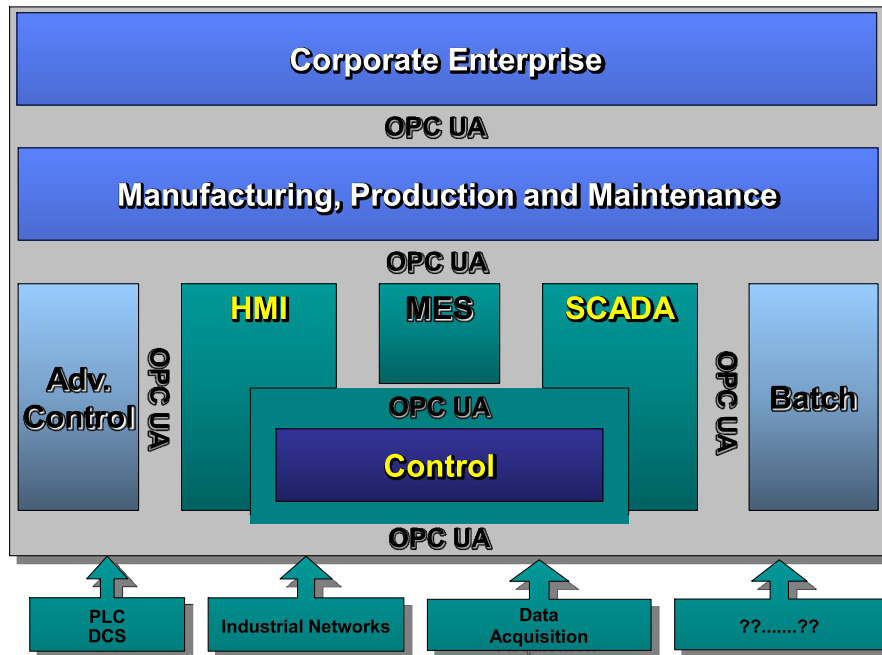 Corporate Enterprise
OPC UA
Manufacturing, Production and Maintenance
OPC UA
HMI
MES
SCADA
Adv.
Control
OPC UA
OPC UA
Batch
OPC UA
Control
OPC UA
PLC
DCS
Industrial Networks
Data
Acquisition
??.......??